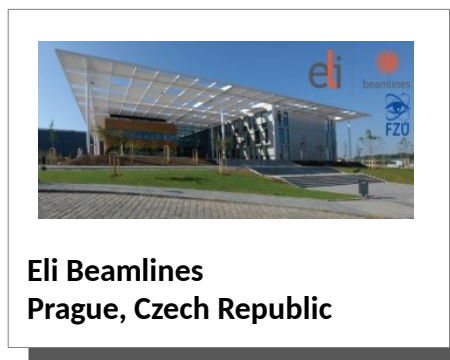 eli
beamlines
FZU
Eli Beamlines
Prague, Czech Republic